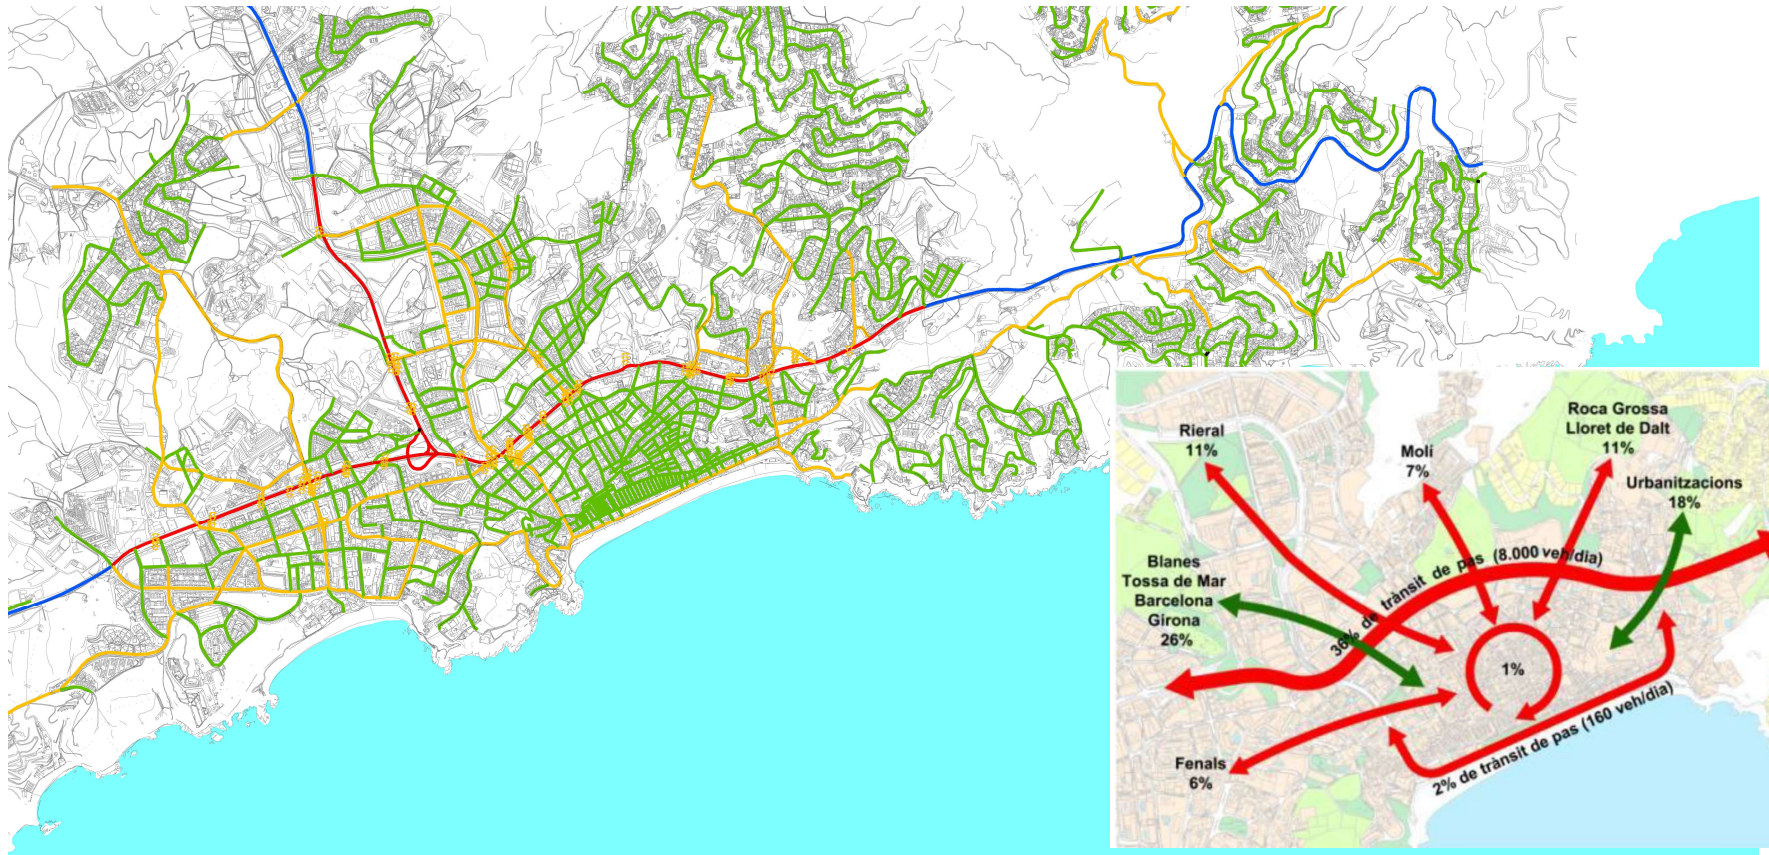 Rieral
11%
Molí
7%
Roca Grossa
Lloret de Dalt
11%
Urbanitzacions
18%
Blanes
Tossa de Mar
Barcelona
Girona
26%
36% de trànsit de pas (8.000 veh/dia)
1%
Fenals
6%
2% de trànsit de pas (160 veh/dia)